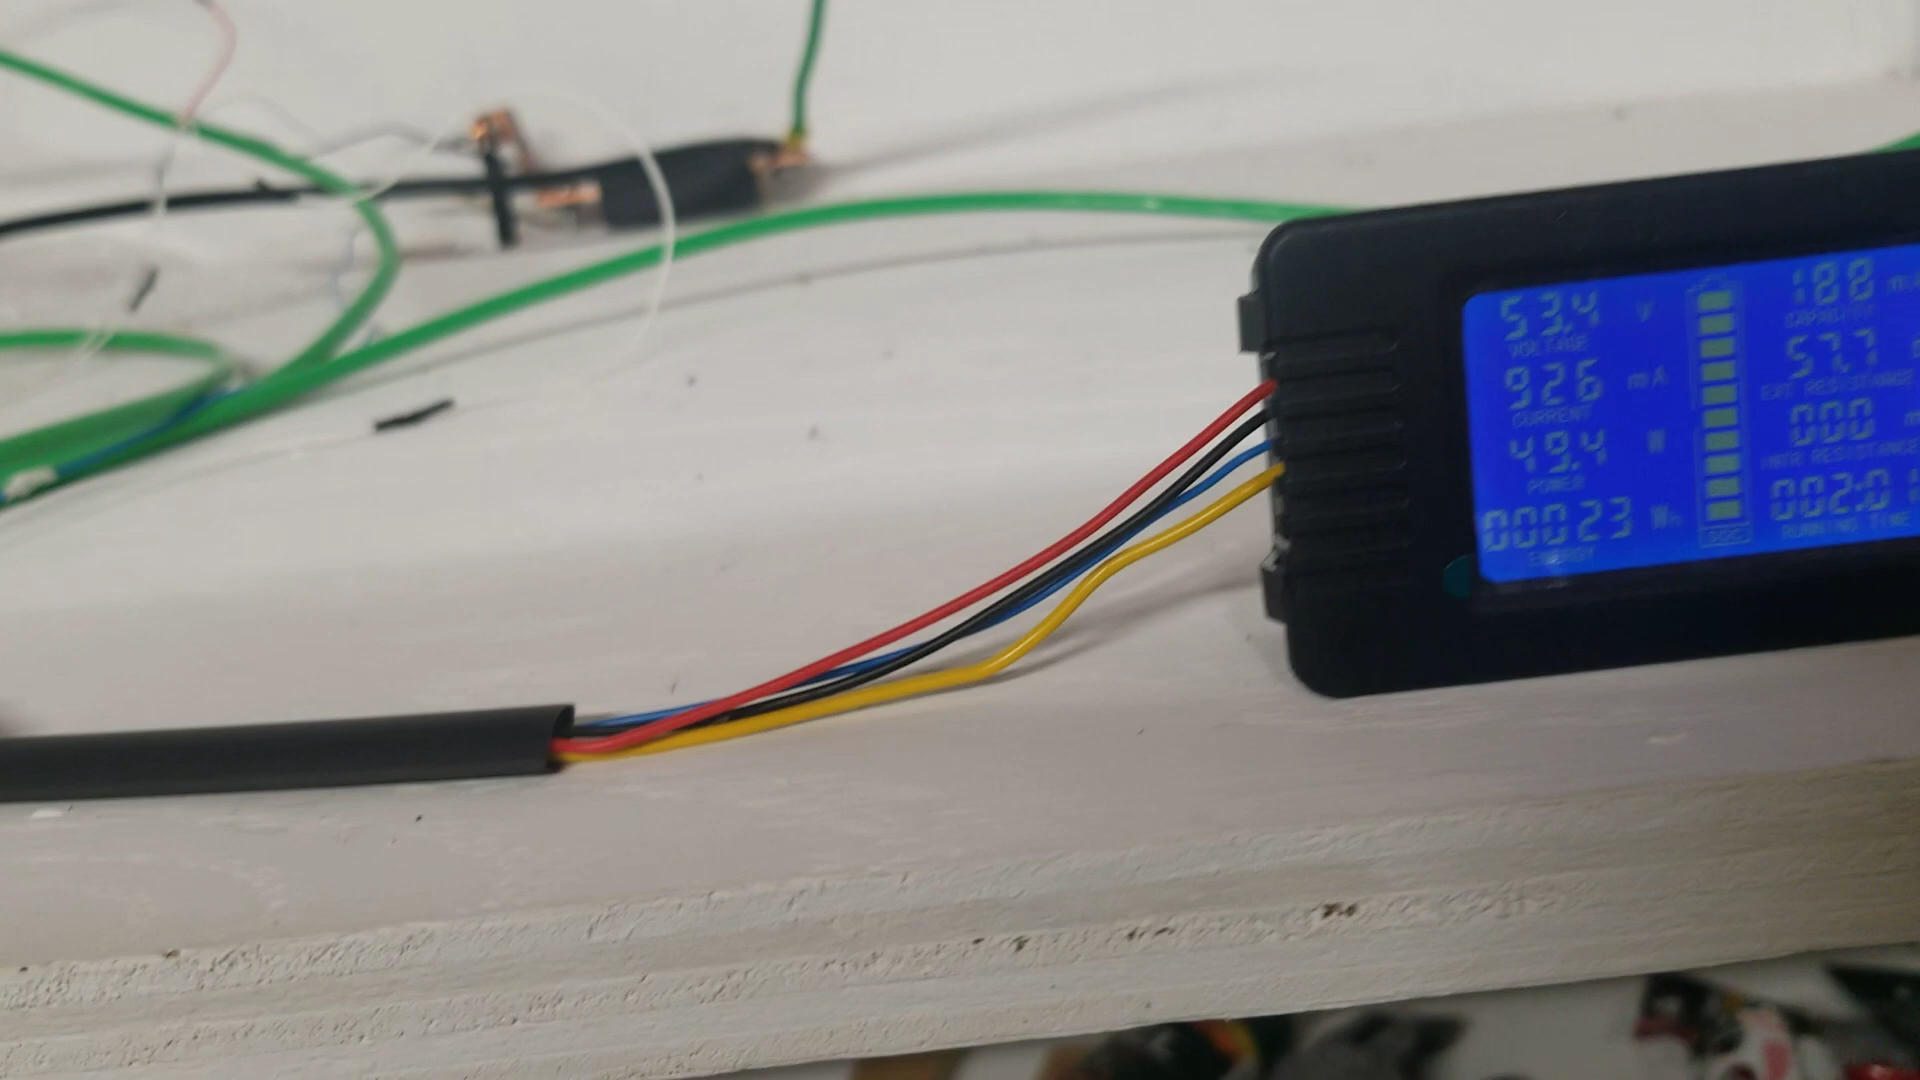 53.4 V
VOLTAGE
926 mA
CURRENT
49.4 W
POWER
00023 Wh
ENERGY
SOC
188
CAPACITY
57.7
EXT RESISTANCE
000
INTR RESISTANCE
002:0
RUNNING TIME